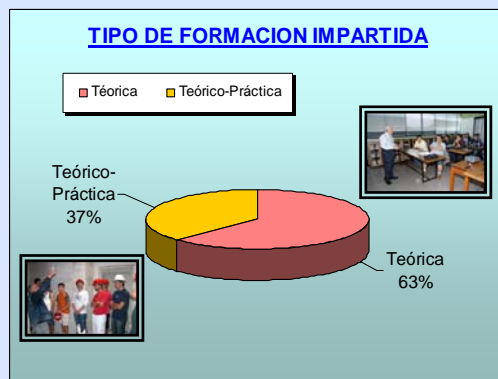 TIPO DE FORMACION IMPARTIDA
Téorica
Teórico-Práctica
Teórico-
Práctica
37%
Teórica
63%